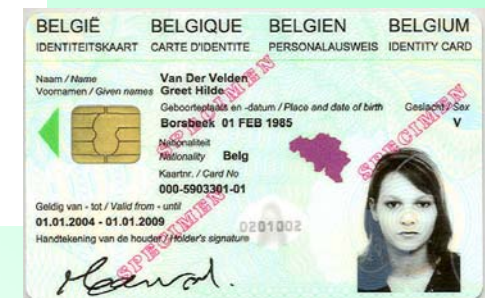 BELGIË BELGIQUE BELGIEN BELGIUM
IDENTITEITSKAART CARTE D'IDENTITE PERSONALAUSWEIS IDENTITY CARD
Naam / Name Van Der Velden
Voornamen / Given names Greet Hilde
Geboorteplaats en -datum / Place and date of birth Geslacht / Sex
Borsbeek 01 FEB 1985 V
Nationaliteit
Nationality Belg
Kaartnr. / Card No
000-5903301-01
Geldig van - tot / Valid from - until
01.01.2004 - 01.01.2009
0201002
Handtekening van de houder / Holder's signature
SPECIMEN
SPECIMEN
SPECIMEN